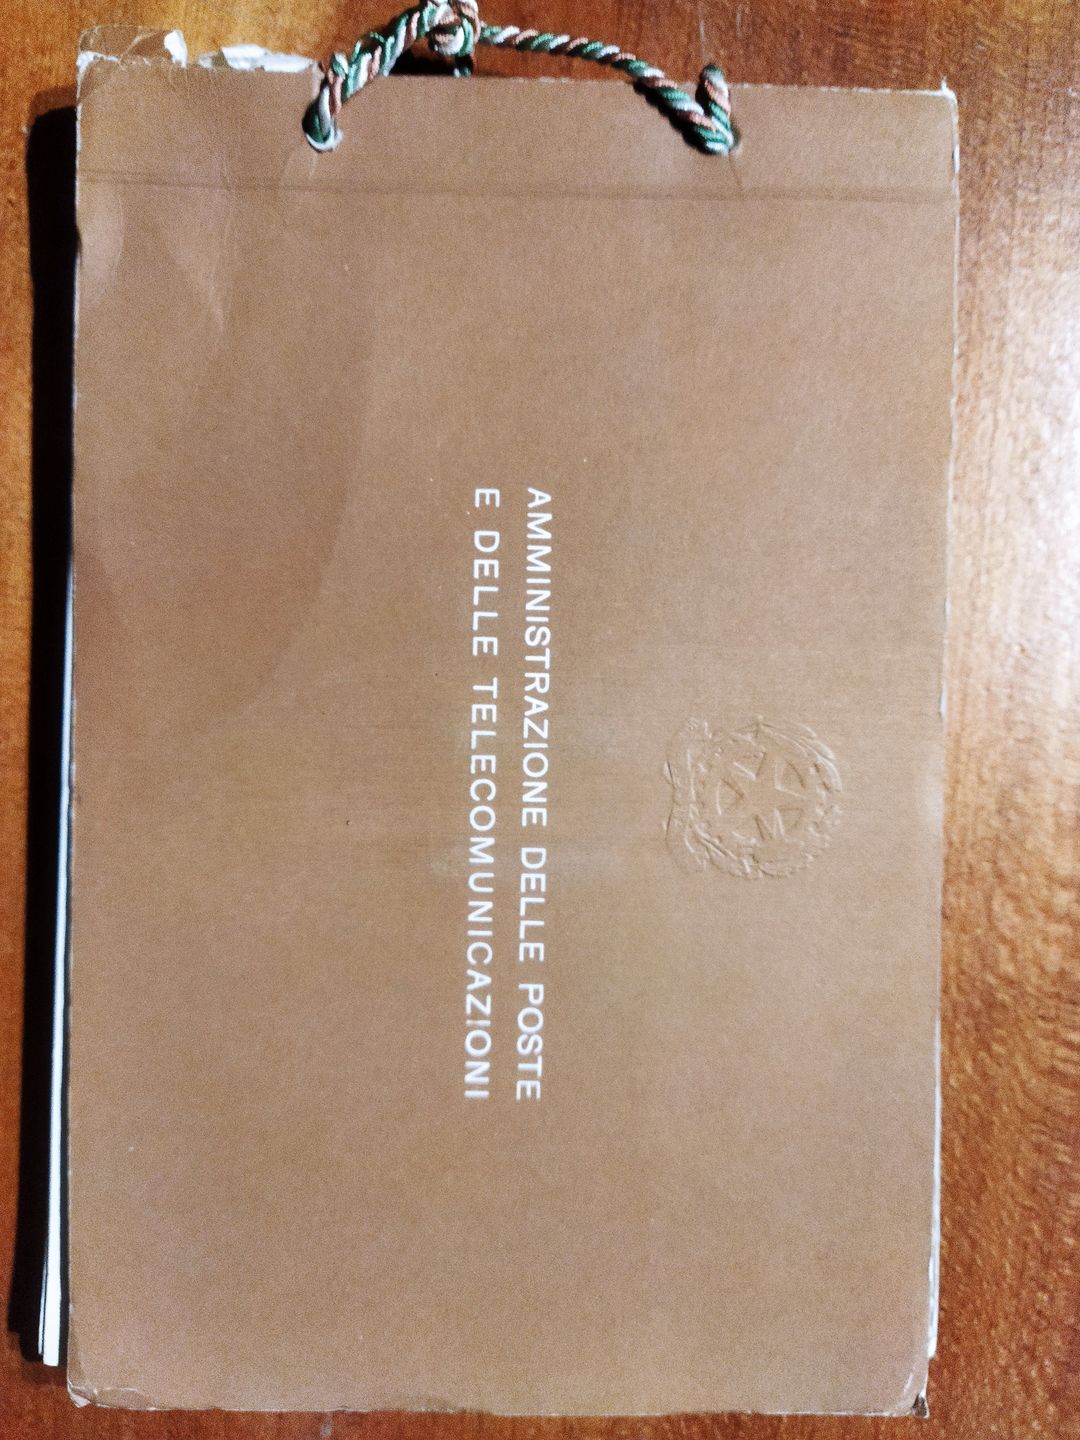 AMMINISTRAZIONE DELLE POSTE
E DELLE TELECOMUNICAZIONI